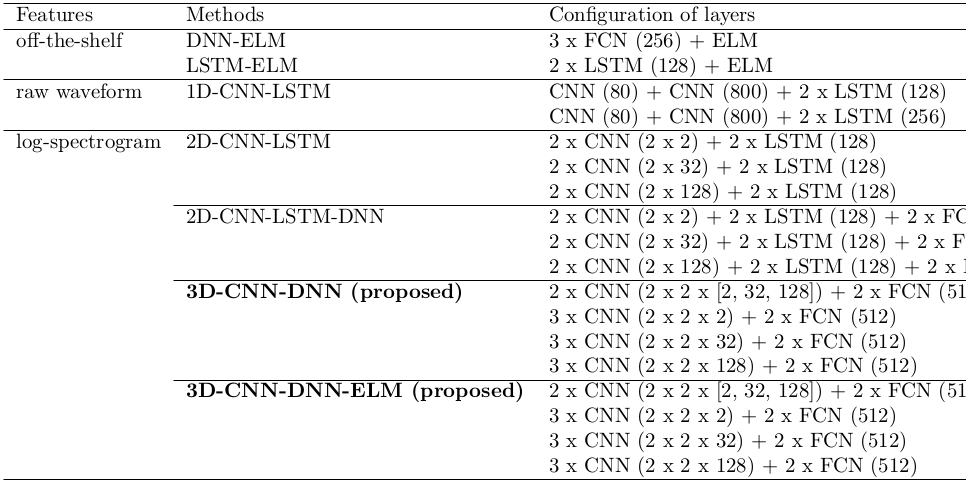 Features Methods Configuration of layers
off-the-shelf DNN-ELM 3 x FCN (256) + ELM
LSTM-ELM 2 x LSTM (128) + ELM
raw waveform 1D-CNN-LSTM CNN (80) + CNN (800) + 2 x LSTM (128)
CNN (80) + CNN (800) + 2 x LSTM (256)
log-spectrogram 2D-CNN-LSTM 2 x CNN (2 x 2) + 2 x LSTM (128)
2 x CNN (2 x 32) + 2 x LSTM (128)
2 x CNN (2 x 128) + 2 x LSTM (128)
2D-CNN-LSTM-DNN 2 x CNN (2 x 2) + 2 x LSTM (128) + 2 x FC
2 x CNN (2 x 32) + 2 x LSTM (128) + 2 x F
2 x CNN (2 x 128) + 2 x LSTM (128) + 2 x
3D-CNN-DNN (proposed) 2 x CNN (2 x 2 x [2, 32, 128]) + 2 x FCN (51
3 x CNN (2 x 2 x 2) + 2 x FCN (512)
3 x CNN (2 x 2 x 32) + 2 x FCN (512)
3 x CNN (2 x 2 x 128) + 2 x FCN (512)
3D-CNN-DNN-ELM (proposed) 2 x CNN (2 x 2 x [2, 32, 128]) + 2 x FCN (51
3 x CNN (2 x 2 x 2) + 2 x FCN (512)
3 x CNN (2 x 2 x 32) + 2 x FCN (512)
3 x CNN (2 x 2 x 128) + 2 x FCN (512)